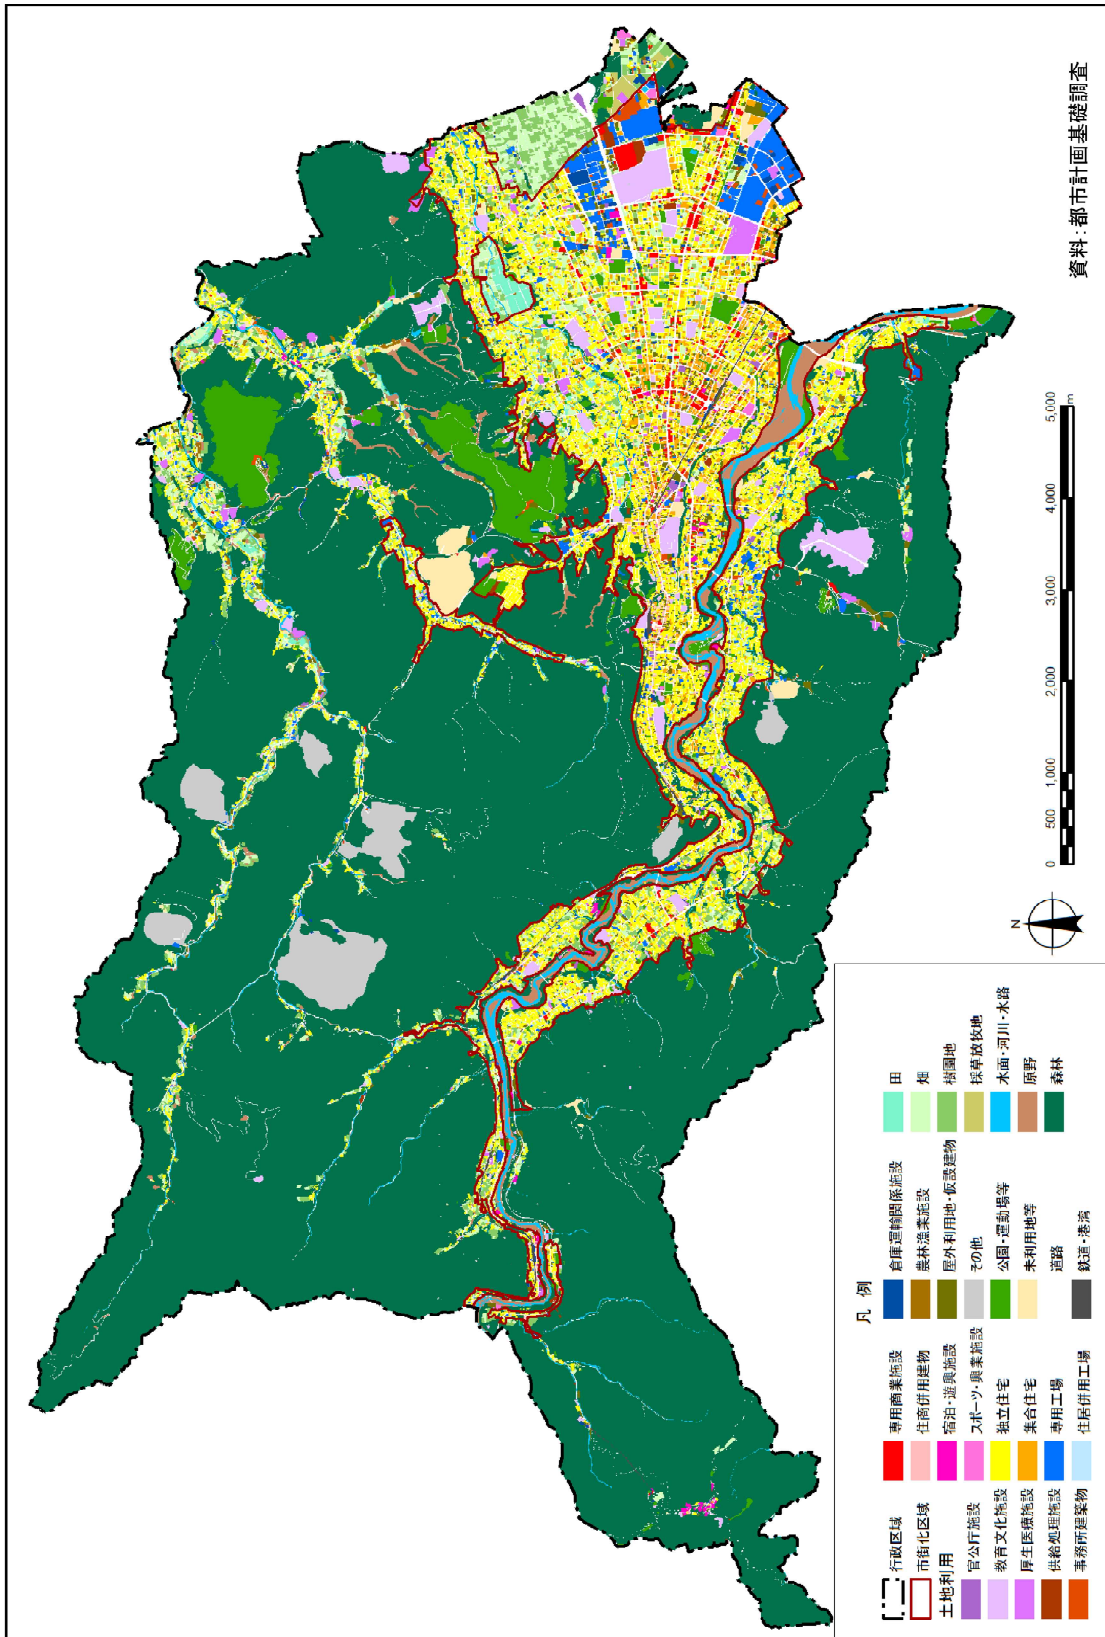 資料：都市計画基礎調査
N
0
500
1,000
2,000
3,000
4,000
5,000
m
凡 例
行政区域
市街化区域
土地利用
官公庁施設
教育文化施設
厚生医療施設
供給処理施設
事務所建築物
専用商業施設
住商併用建物
宿泊・遊興施設
スポーツ・興業施設
独立住宅
集合住宅
専用工場
住居併用工場
倉庫運輸関係施設
農林漁業施設
屋外利用地・仮設建物
その他
公園・運動場等
未利用地等
道路
鉄道・港湾
田
畑
樹園地
採草放牧地
水面・河川・水路
原野
森林